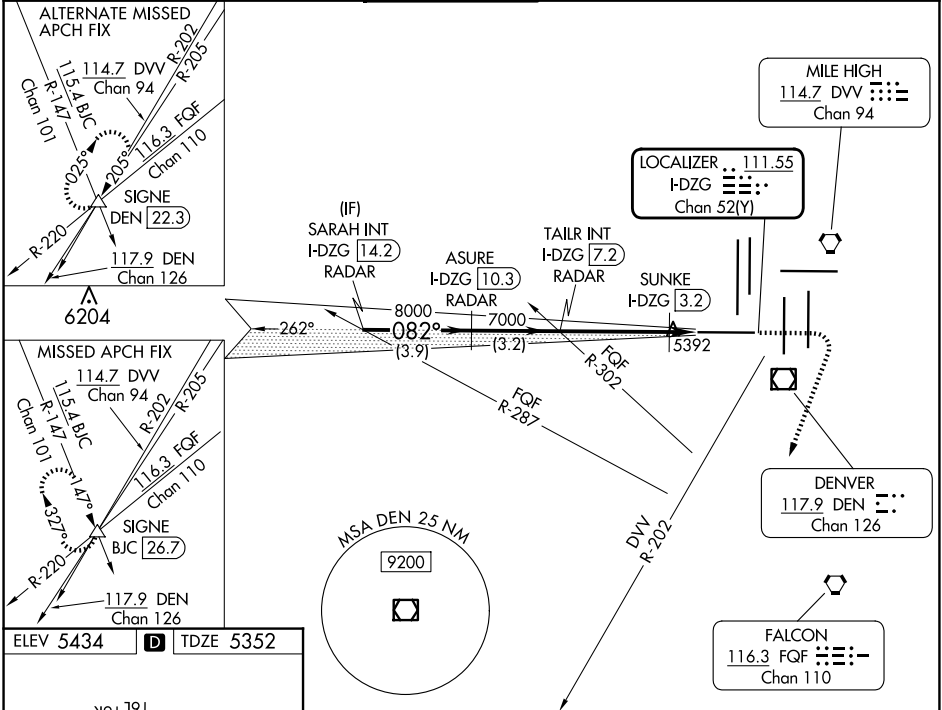 ALTERNATE MISSED
APCH FIX
R-202
R-205
114.7 DVV
Chan 94
115.4 BJC
R-147
Chan 101
116.3 FQF
Chan 110
025°
205°
SIGNE
DEN 22.3
R-220
117.9 DEN
Chan 126
6204
MISSED APCH FIX
114.7 DVV
Chan 94
R-202
R-205
115.4 BJC
R-147
Chan 101
116.3 FQF
Chan 110
147°
327°
SIGNE
BJC 26.7
R-220
117.9 DEN
Chan 126
ELEV 5434
D
TDZE 5352
MILE HIGH
114.7 DVV
Chan 94
LOCALIZER 111.55
I-DZG
Chan 52(Y)
(IF)
SARAH INT
I-DZG 14.2
RADAR
ASURE
I-DZG 10.3
RADAR
TAILR INT
I-DZG 7.2
RADAR
SUNKE
I-DZG 3.2
8000
7000
262°
082°
(3.9)
(3.2)
5392
FQF
R-302
FQF
R-287
DVV
R-202
DENVER
117.9 DEN
Chan 126
MSA DEN 25 NM
9200
FALCON
116.3 FQF
Chan 110